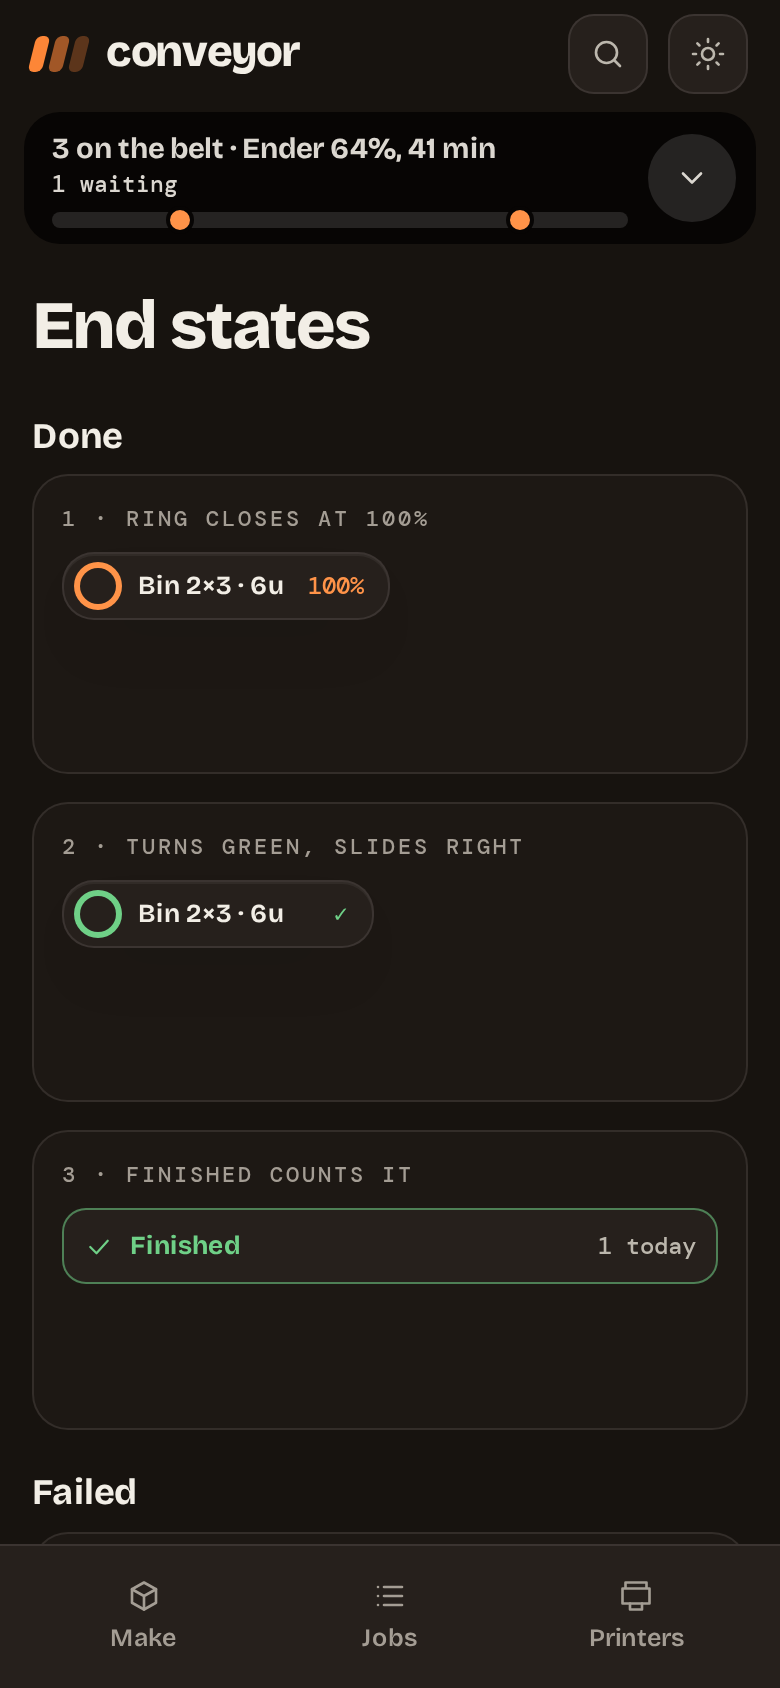 conveyor
3 on the belt · Ender 64%, 41 min
1 waiting
End states
Done
1 · RING CLOSES AT 100%
Bin 2×3 · 6u 100%
2 · TURNS GREEN, SLIDES RIGHT
Bin 2×3 · 6u ✓
3 · FINISHED COUNTS IT
✓ Finished 1 today
Failed
Make Jobs Printers